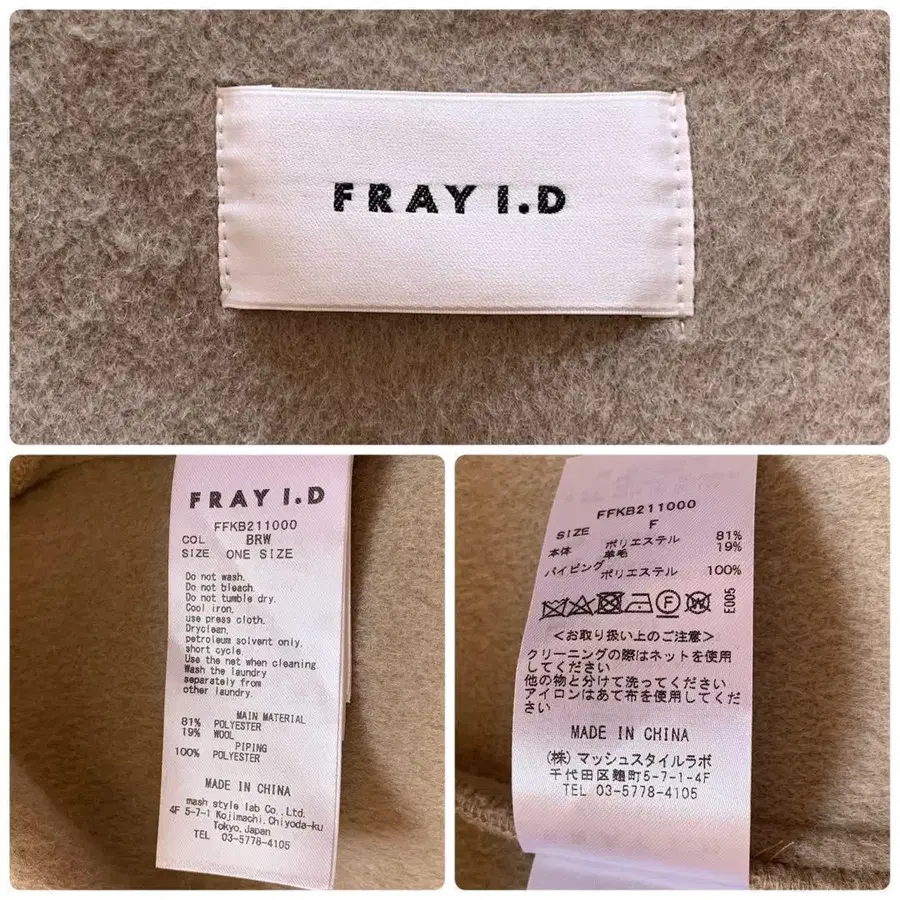 FRAY I.D
FRAY I.D
FFKB211000
COL BRW
SIZE ONE SIZE
Do not wash.
Do not bleach.
Do not tumble dry.
Cool iron.
use press cloth.
Dryclean.
petroleum solvent only.
short cycle.
Use the net when cleaning.
Wash the laundry
separately from
other laundry.
MAIN MATERIAL
81% POLYESTER
19% WOOL
PIPING
100% POLYESTER
MADE IN CHINA
mash style lab Co.,Ltd.
4F 5-7-1 Kojimachi,Chiyoda-ku
Tokyo,Japan
TEL 03-5778-4105
FFKB211000
SIZE F
本体 ポリエステル 81%
羊毛 19%
パイピング ポリエステル 100%
F W
E005
<お取り扱い上のご注意>
クリーニングの際はネットを使用
してください
他の物と分けて洗ってください
アイロンはあて布を使用してくだ
さい
MADE IN CHINA
(株)マッシュスタイルラボ
千代田区麹町5-7-1-4F
TEL 03-5778-4105